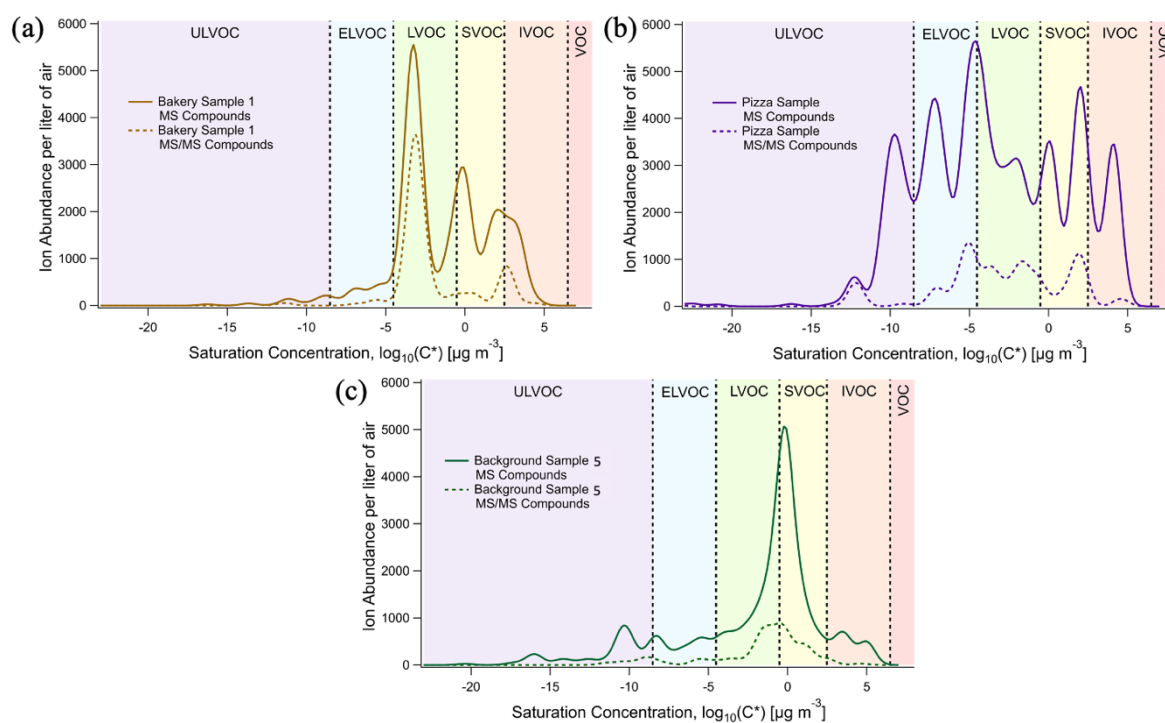 (a)
6000
5000
4000
3000
2000
1000
0
Ion Abundance per liter of air
ULVOC
ELVOC
LVOC
SVOC
IVOC
VOC
Bakery Sample 1
MS Compounds
Bakery Sample 1
MS/MS Compounds
-20 -15 -10 -5 0 5
Saturation Concentration, log10(C*) [µg m⁻³]
(b)
6000
5000
4000
3000
2000
1000
0
Ion Abundance per liter of air
ULVOC
ELVOC
LVOC
SVOC
IVOC
VOC
Pizza Sample
MS Compounds
Pizza Sample
MS/MS Compounds
-20 -15 -10 -5 0 5
Saturation Concentration, log10(C*) [µg m⁻³]
(c)
6000
5000
4000
3000
2000
1000
0
Ion Abundance per liter of air
ULVOC
ELVOC
LVOC
SVOC
IVOC
VOC
Background Sample 5
MS Compounds
Background Sample 5
MS/MS Compounds
-20 -15 -10 -5 0 5
Saturation Concentration, log10(C*) [µg m⁻³]